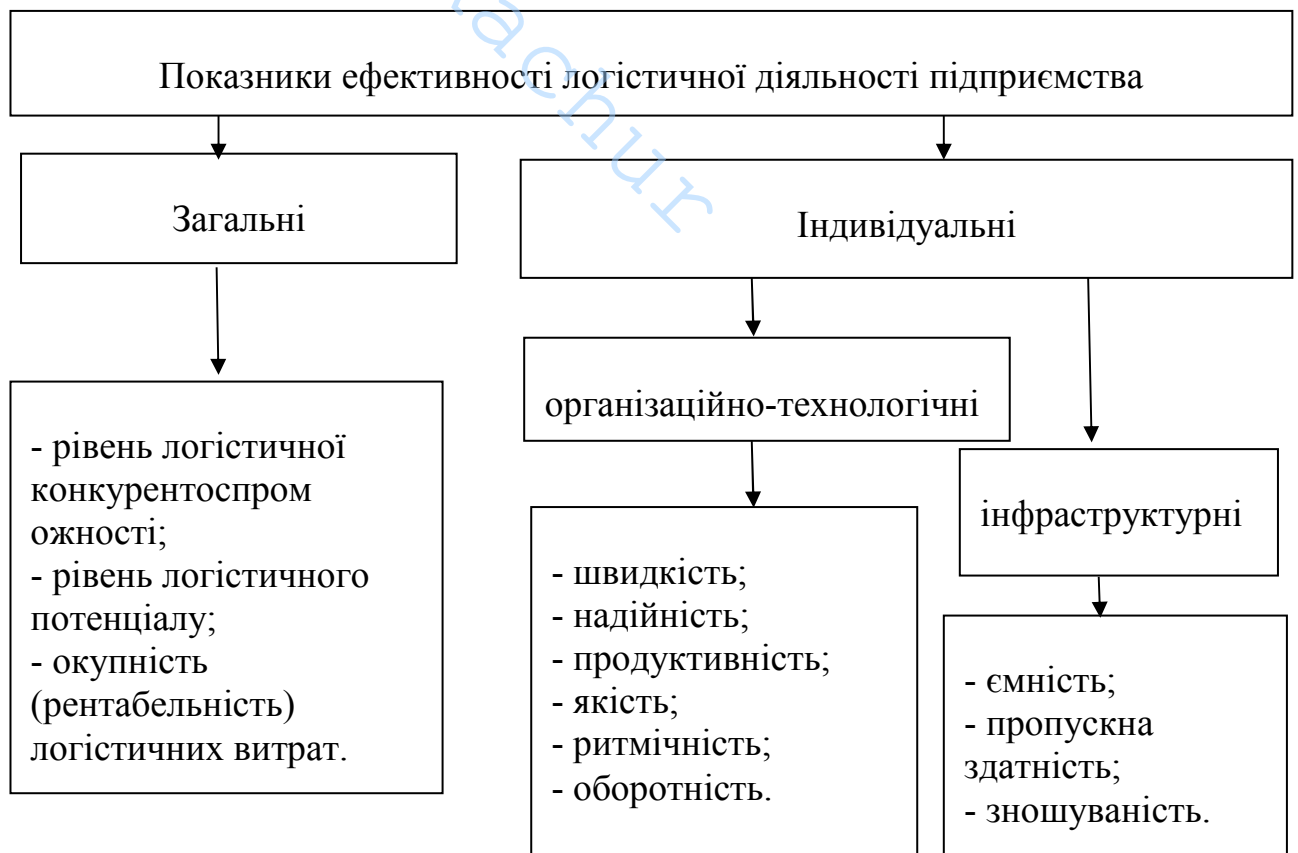 Показники ефективності логістичної діяльності підприємства
Загальні
Індивідуальні
організаційно-технологічні
інфраструктурні
- рівень логістичної
конкурентоспром
ожності;
- рівень логістичного
потенціалу;
- окупність
(рентабельність)
логістичних витрат.
- швидкість;
- надійність;
- продуктивність;
- якість;
- ритмічність;
- оборотність.
- ємність;
- пропускна
здатність;
- зношуваність.